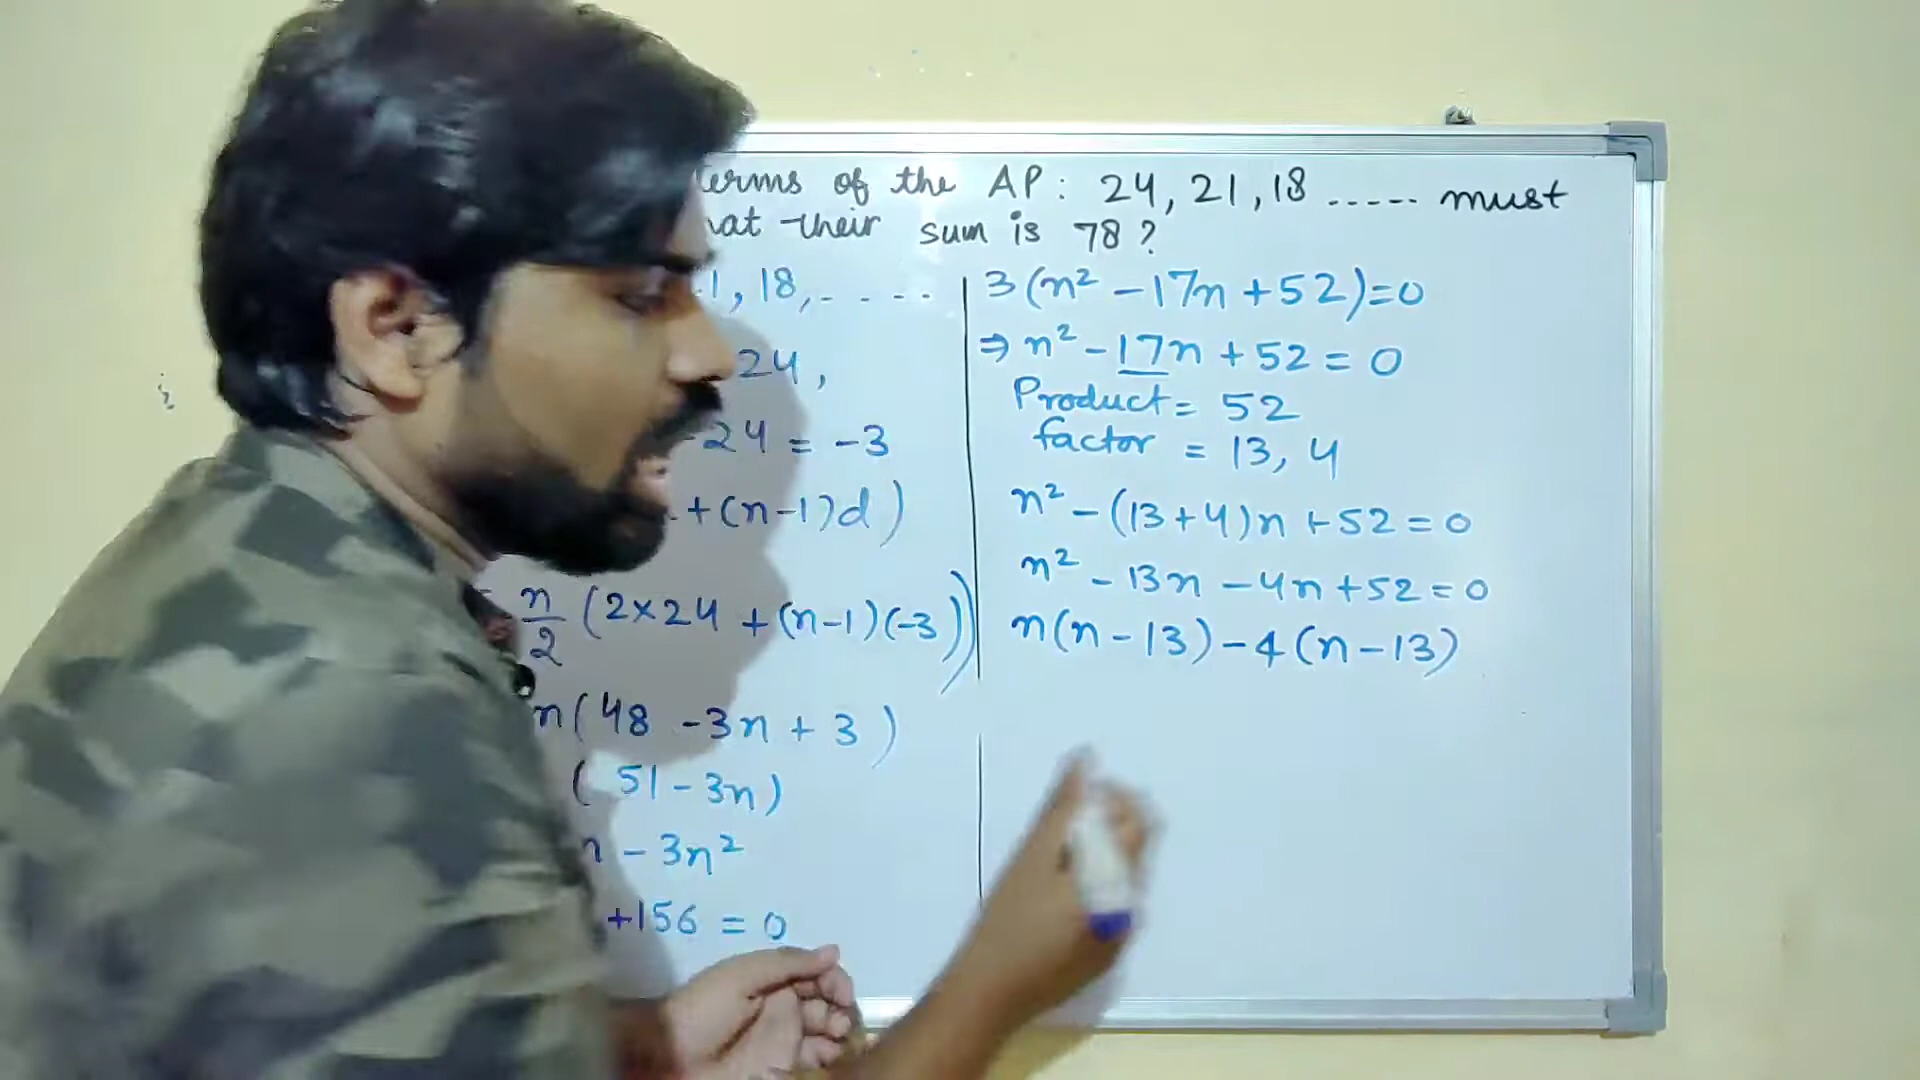 terms of the AP: 24, 21, 18 ..... must
their sum is 78?
1, 18, - - - -
24,
-24 = -3
+(n-1)d)
n/2 (2×24 + (n-1)(-3))
n(48 -3n + 3)
(51-3n)
n - 3n²
+156 = 0
3(n² -17n +52)=0
⇒ n² -17n + 52 = 0
Product = 52
factor = 13, 4
n² -(13+4)n +52=0
n² -13n -4n+52=0
n(n-13)-4(n-13)